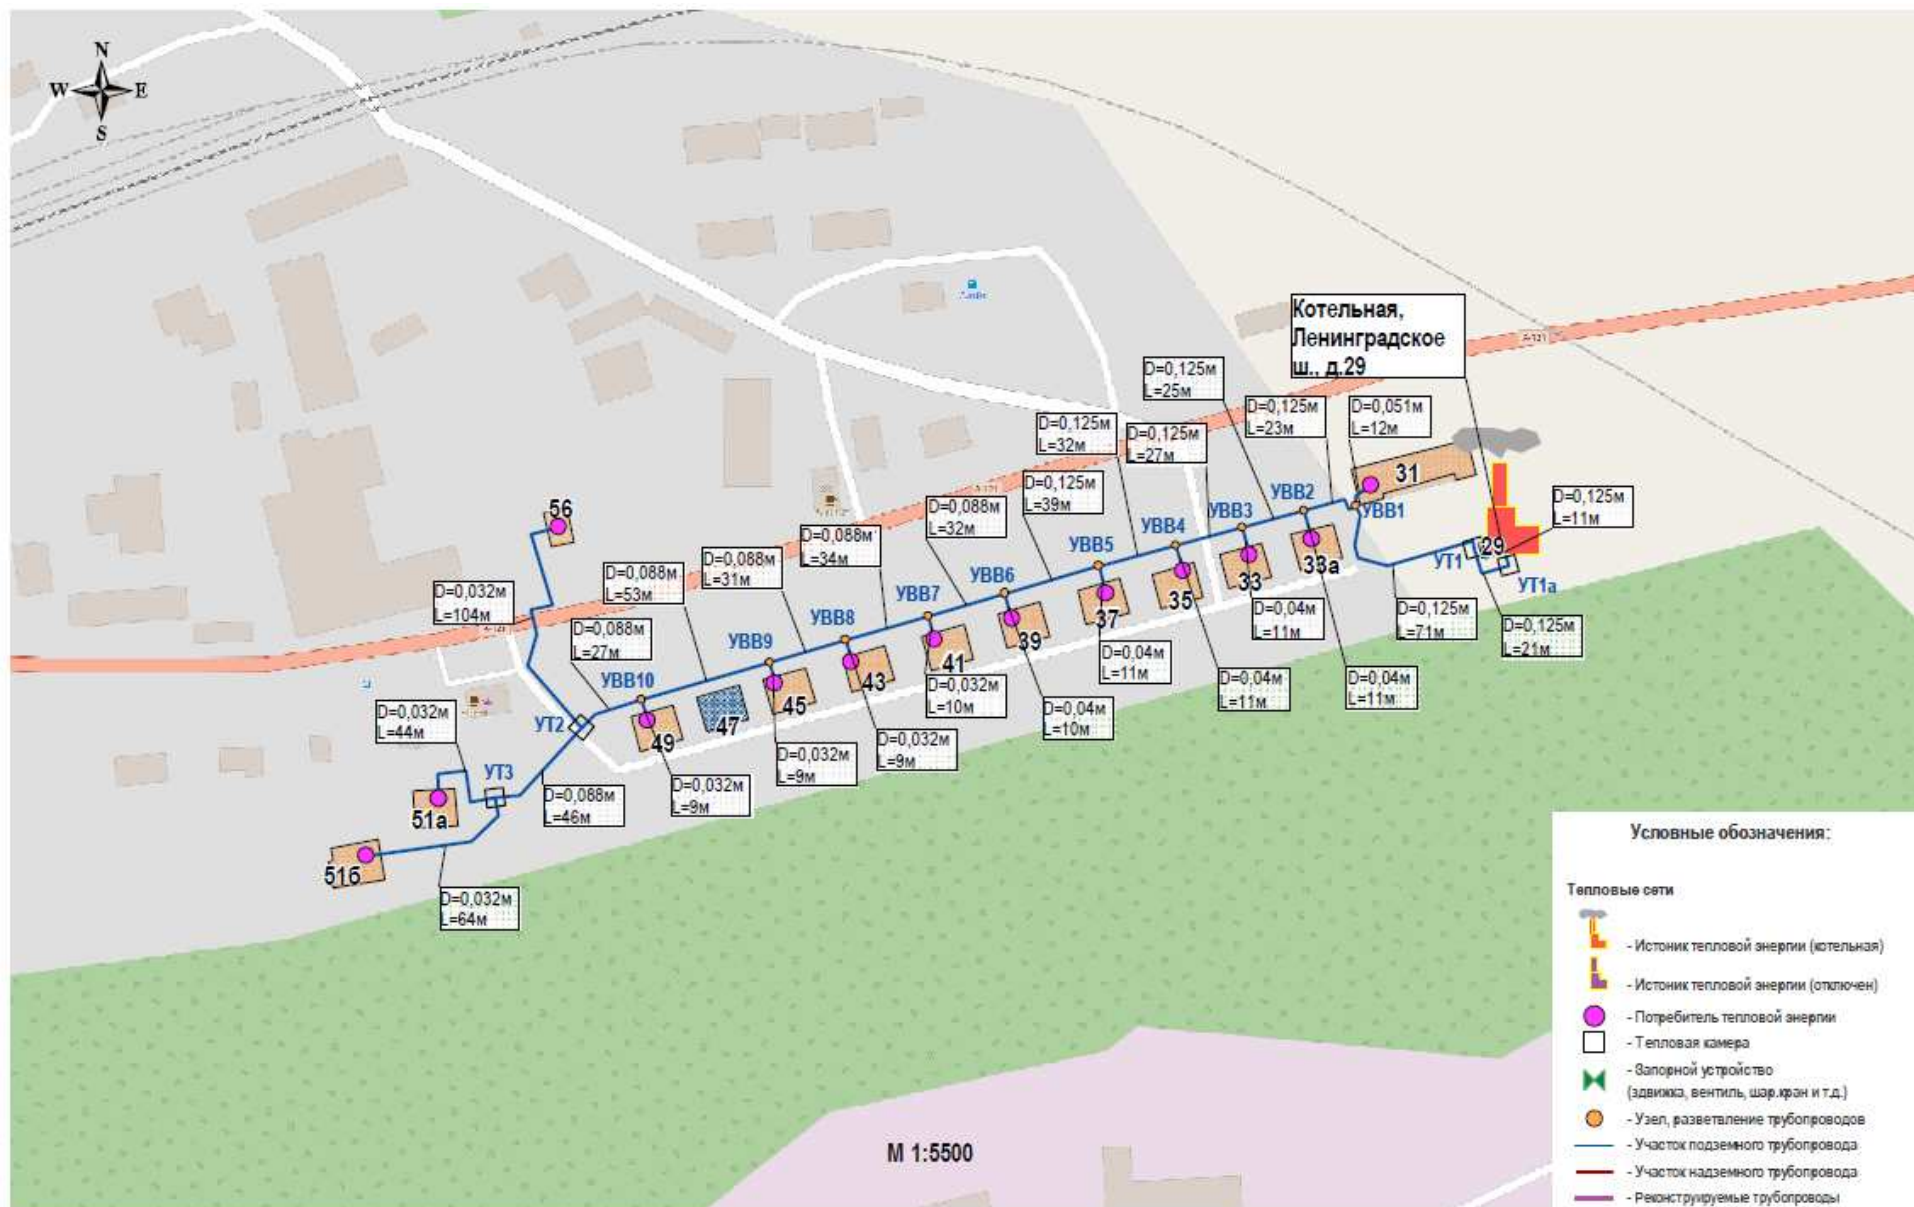 N
W
E
S
Котельная,
Ленинградское
ш., д.29
A-121
D=0,125м
L=25м
D=0,125м
L=23м
D=0,051м
L=12м
D=0,125м
L=32м
D=0,125м
L=27м
31
D=0,125м
L=39м
D=0,088м
L=32м
D=0,088м
L=34м
D=0,088м
L=31м
D=0,088м
L=53м
D=0,125м
L=11м
56
УВВ1
УВВ2
УВВ3
УВВ4
УВВ5
УВВ6
УВВ7
УВВ8
УВВ9
УВВ10
29
УТ1
УТ1а
33а
33
35
37
39
41
43
45
47
49
D=0,032м
L=104м
D=0,088м
L=27м
D=0,04м
L=11м
D=0,125м
L=71м
D=0,125м
L=21м
D=0,04м
L=11м
D=0,04м
L=11м
D=0,04м
L=11м
D=0,032м
L=10м
D=0,04м
L=10м
D=0,032м
L=44м
УТ2
D=0,032м
L=9м
D=0,032м
L=9м
D=0,032м
L=9м
УТ3
D=0,088м
L=46м
51а
51б
D=0,032м
L=64м
М 1:5500
Условные обозначения:
Тепловые сети
- Истоник тепловой энергии (котельная)
- Истоник тепловой энергии (отключен)
- Потребитель тепловой энергии
- Тепловая камера
- Запорной устройство
(здвижка, вентиль, шар.кран и т.д.)
- Узел, разветвление трубопроводов
- Участок подземного трубопровода
- Участок надземного трубопровода
- Реконструируемые трубопроводы